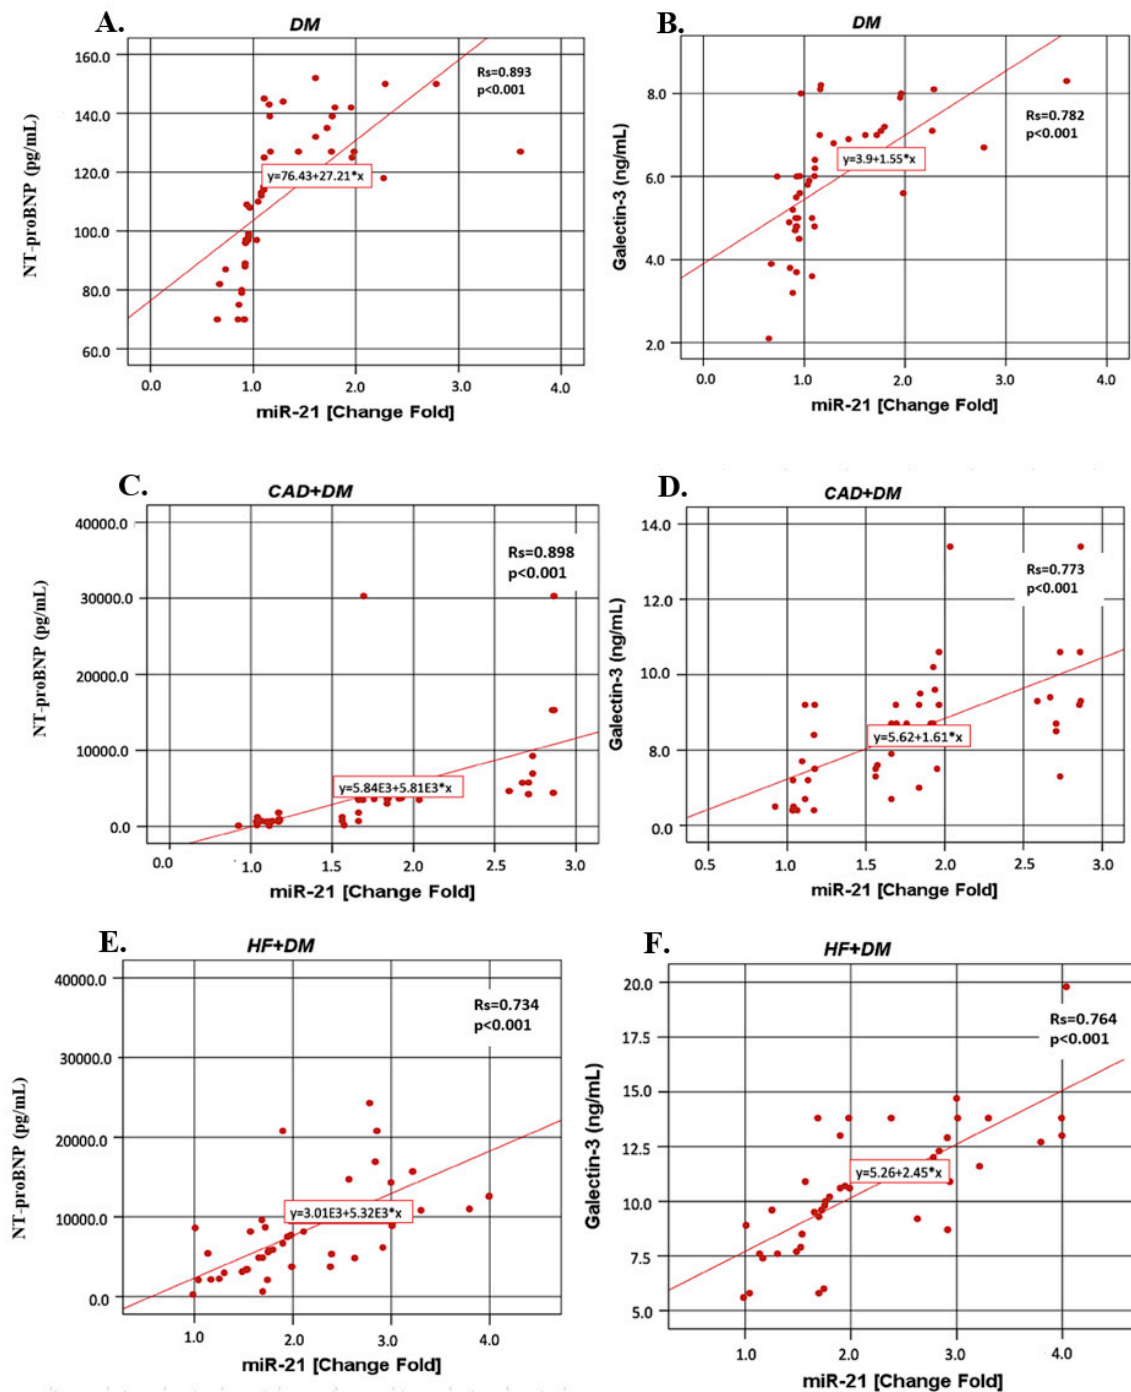 A.
DM
NT-proBNP (pg/mL)
160.0
140.0
120.0
100.0
80.0
60.0
Rs=0.893
p<0.001
y=76.43+27.21*x
0.0 1.0 2.0 3.0 4.0
miR-21 [Change Fold]
B.
DM
Galectin-3 (ng/mL)
8.0
6.0
4.0
2.0
Rs=0.782
p<0.001
y=3.9+1.55*x
0.0 1.0 2.0 3.0 4.0
miR-21 [Change Fold]
C.
CAD+DM
NT-proBNP (pg/mL)
40000.0
30000.0
20000.0
10000.0
0.0
Rs=0.898
p<0.001
y=5.84E3+5.81E3*x
0.0 0.5 1.0 1.5 2.0 2.5 3.0
miR-21 [Change Fold]
D.
CAD+DM
Galectin-3 (ng/mL)
14.0
12.0
10.0
8.0
0.0
Rs=0.773
p<0.001
y=5.62+1.61*x
0.5 1.0 1.5 2.0 2.5 3.0
miR-21 [Change Fold]
E.
HF+DM
NT-proBNP (pg/mL)
40000.0
30000.0
20000.0
10000.0
0.0
Rs=0.734
p<0.001
y=3.01E3+5.32E3*x
1.0 2.0 3.0 4.0
miR-21 [Change Fold]
F.
HF+DM
Galectin-3 (ng/mL)
20.0
17.5
15.0
12.5
10.0
7.5
5.0
Rs=0.764
p<0.001
y=5.26+2.45*x
1.0 2.0 3.0 4.0
miR-21 [Change Fold]